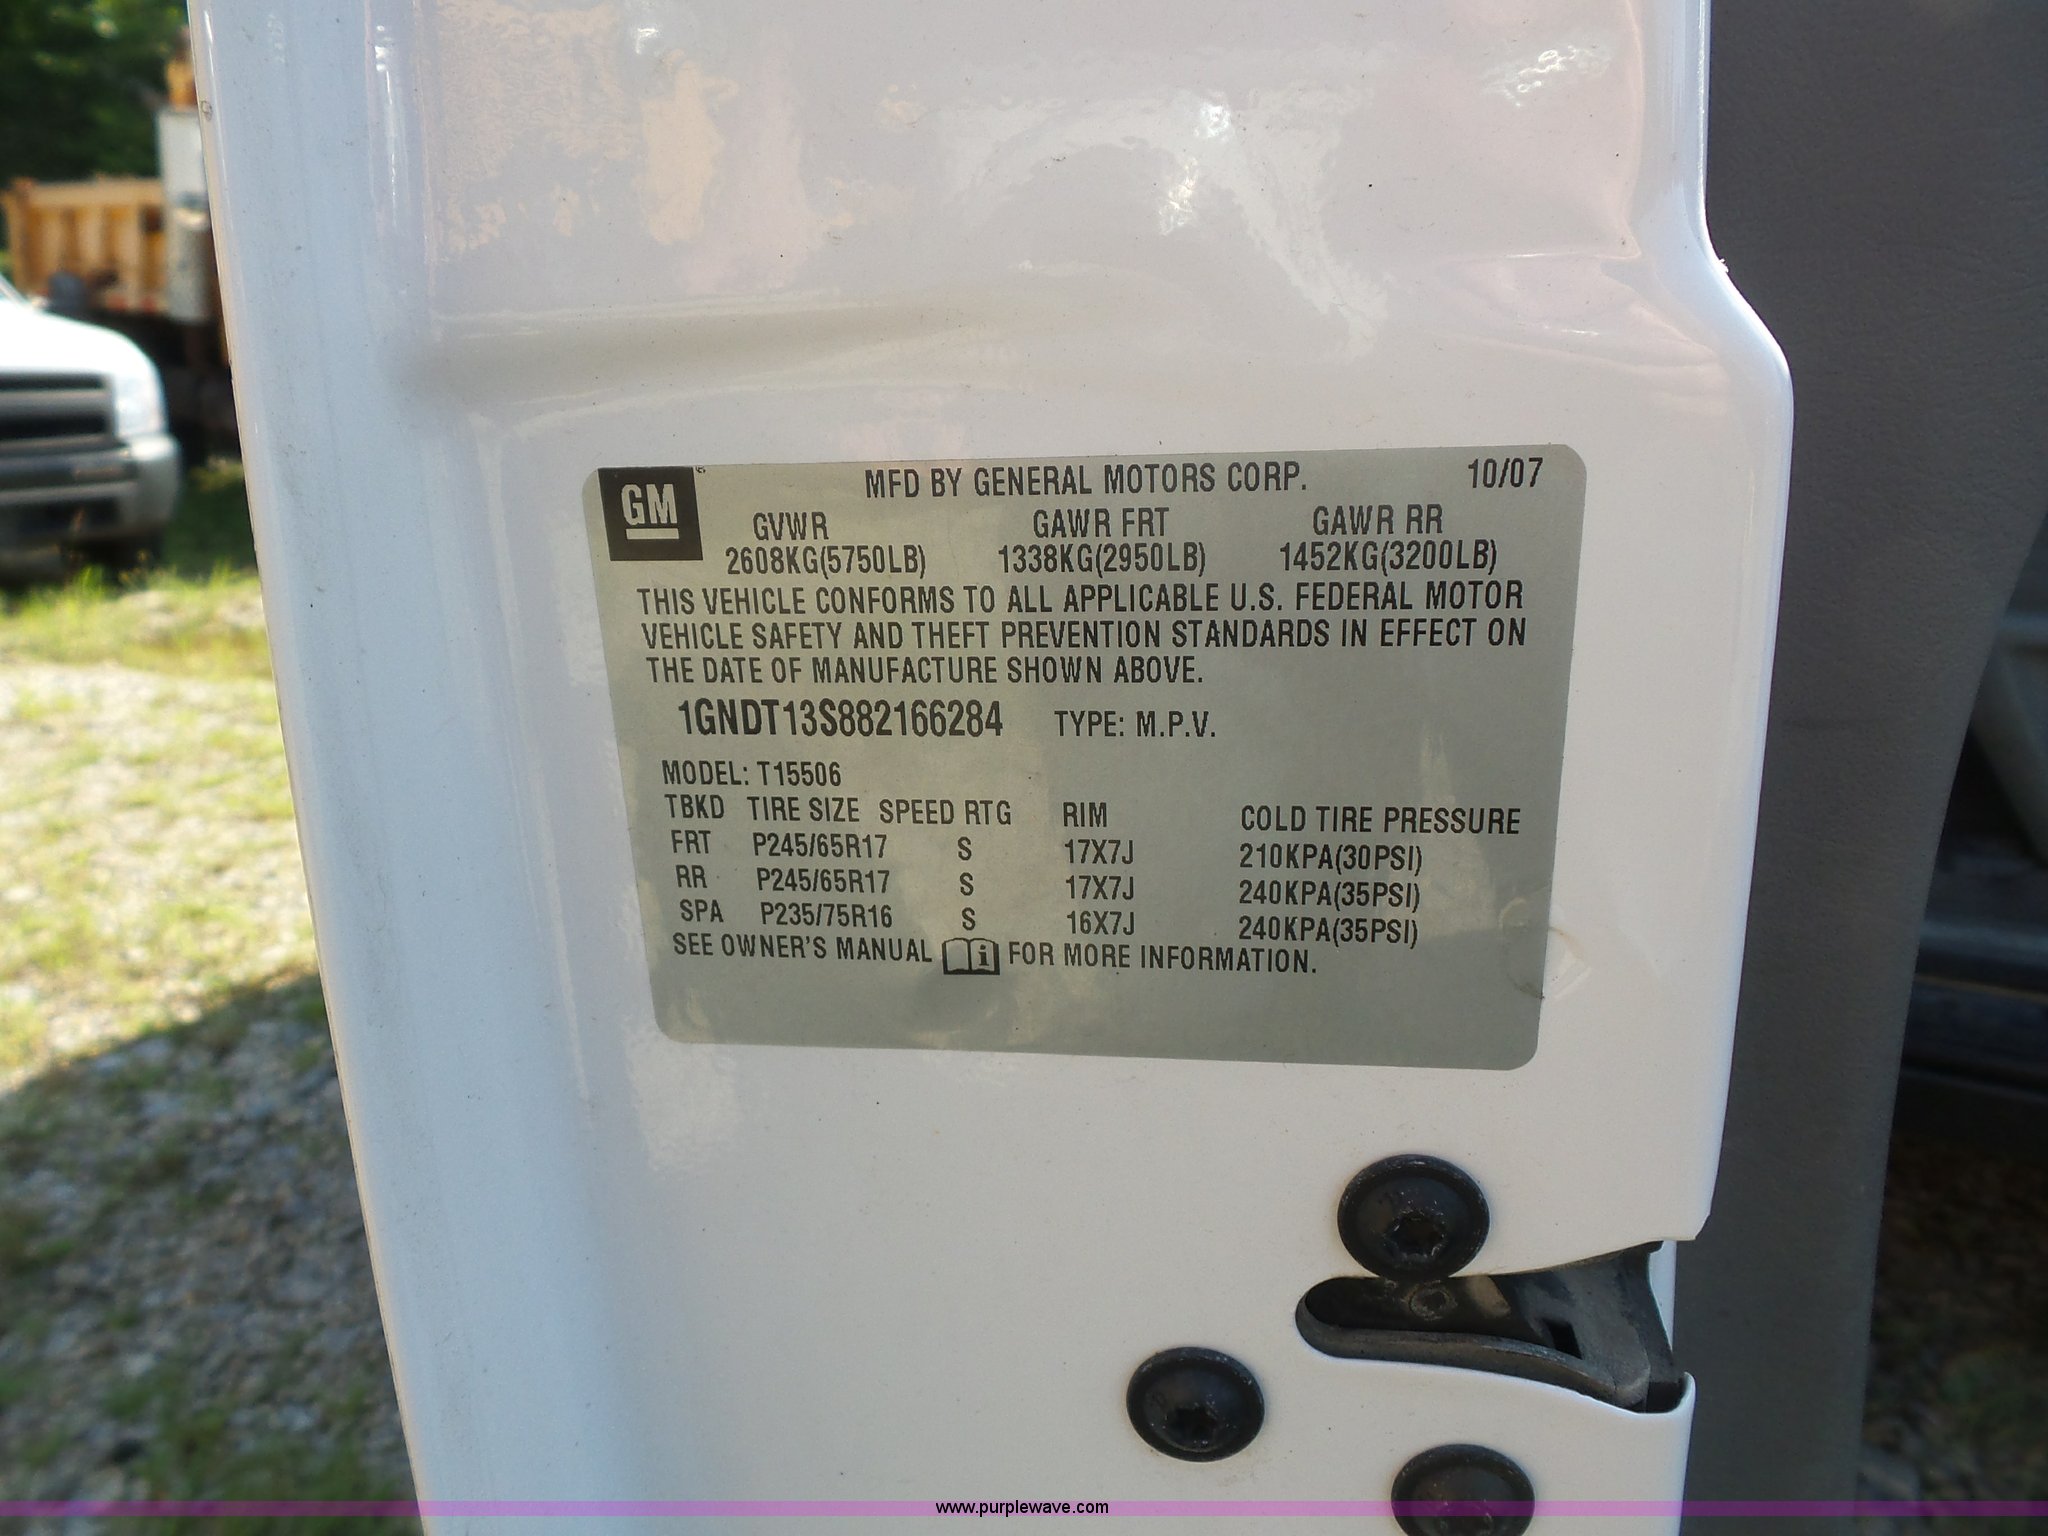 GM
MFD BY GENERAL MOTORS CORP. 10/07
GVWR GAWR FRT GAWR RR
2608KG(5750LB) 1338KG(2950LB) 1452KG(3200LB)
THIS VEHICLE CONFORMS TO ALL APPLICABLE U.S. FEDERAL MOTOR
VEHICLE SAFETY AND THEFT PREVENTION STANDARDS IN EFFECT ON
THE DATE OF MANUFACTURE SHOWN ABOVE.
1GNDT13S882166284 TYPE: M.P.V.
MODEL: T15506
TBKD TIRE SIZE SPEED RTG RIM COLD TIRE PRESSURE
FRT P245/65R17 S 17X7J 210KPA(30PSI)
RR P245/65R17 S 17X7J 240KPA(35PSI)
SPA P235/75R16 S 16X7J 240KPA(35PSI)
SEE OWNER'S MANUAL i FOR MORE INFORMATION.
www.purplewave.com